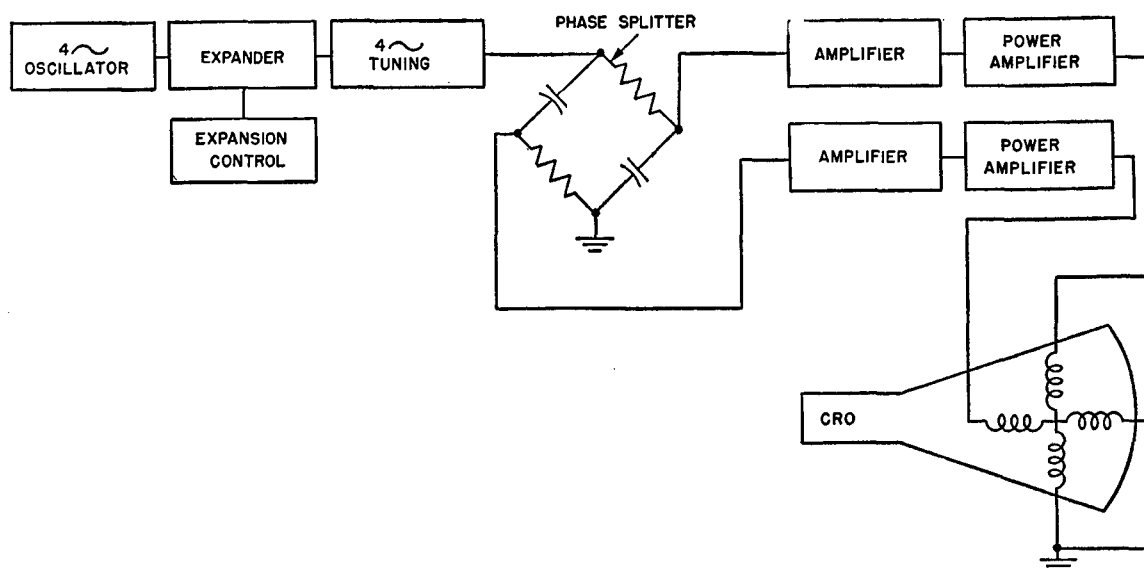 PHASE SPLITTER
4~
OSCILLATOR
EXPANDER
4~
TUNING
AMPLIFIER
POWER
AMPLIFIER
EXPANSION
CONTROL
AMPLIFIER
POWER
AMPLIFIER
CRO